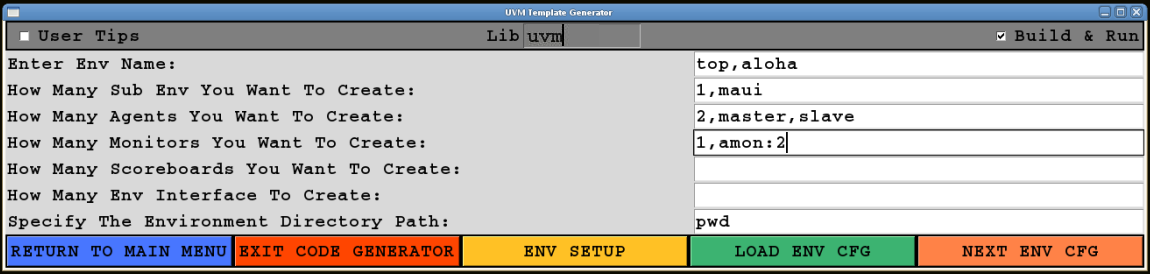 UVM Template Generator
User Tips Lib uvm Build & Run
Enter Env Name: top,aloha
How Many Sub Env You Want To Create: 1,maui
How Many Agents You Want To Create: 2,master,slave
How Many Monitors You Want To Create: 1,amon:2
How Many Scoreboards You Want To Create:
How Many Env Interface To Create:
Specify The Environment Directory Path: pwd
RETURN TO MAIN MENU EXIT CODE GENERATOR ENV SETUP LOAD ENV CFG NEXT ENV CFG